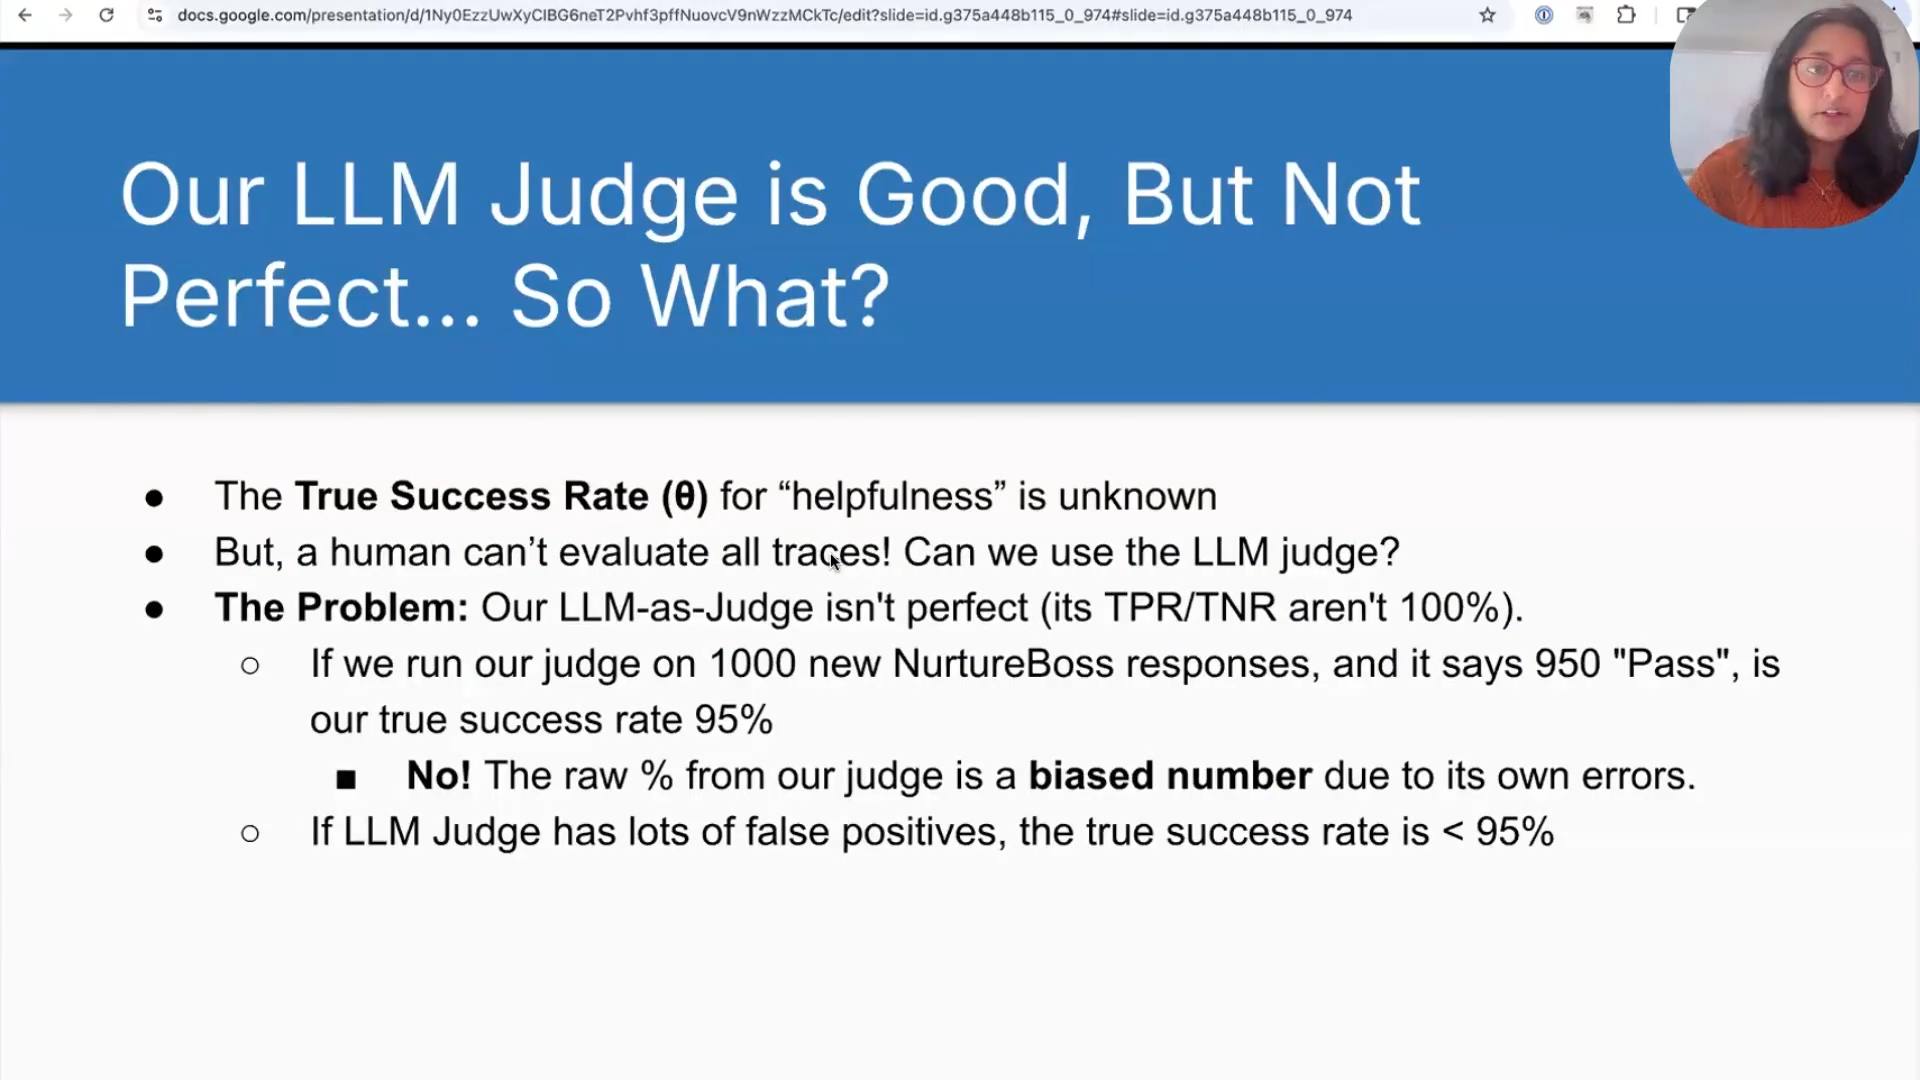 docs.google.com/presentation/d/1Ny0EzzUwXyCIBG6neT2Pvhf3pffNuovcV9nWzzMCkTc/edit?slide=id.g375a448b115_0_974#slide=id.g375a448b115_0_974
Our LLM Judge is Good, But Not
Perfect... So What?
● The True Success Rate (θ) for “helpfulness” is unknown
● But, a human can’t evaluate all traces! Can we use the LLM judge?
● The Problem: Our LLM-as-Judge isn't perfect (its TPR/TNR aren't 100%).
○ If we run our judge on 1000 new NurtureBoss responses, and it says 950 "Pass", is
our true success rate 95%
■ No! The raw % from our judge is a biased number due to its own errors.
○ If LLM Judge has lots of false positives, the true success rate is < 95%